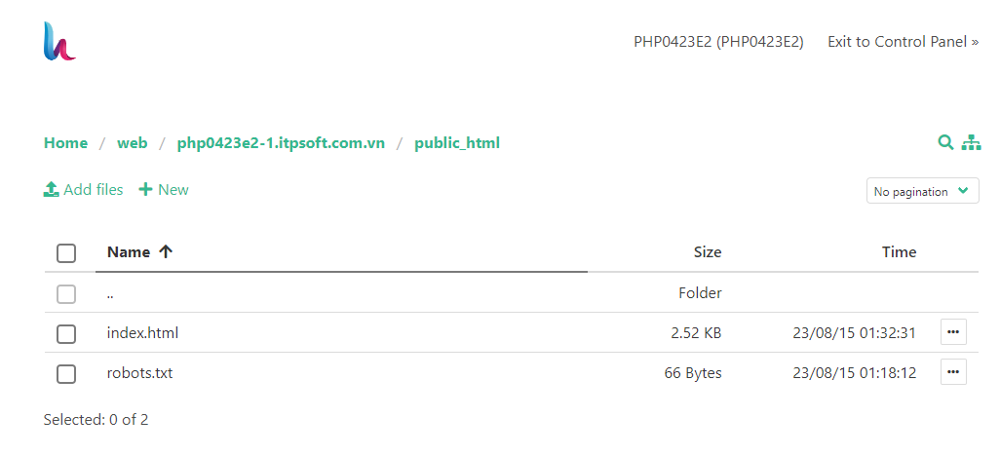 PHP0423E2 (PHP0423E2) Exit to Control Panel »
Home / web / php0423e2-1.itpsoft.com.vn / public_html
Add files New No pagination
Name Size Time
.. Folder
index.html 2.52 KB 23/08/15 01:32:31
robots.txt 66 Bytes 23/08/15 01:18:12
Selected: 0 of 2